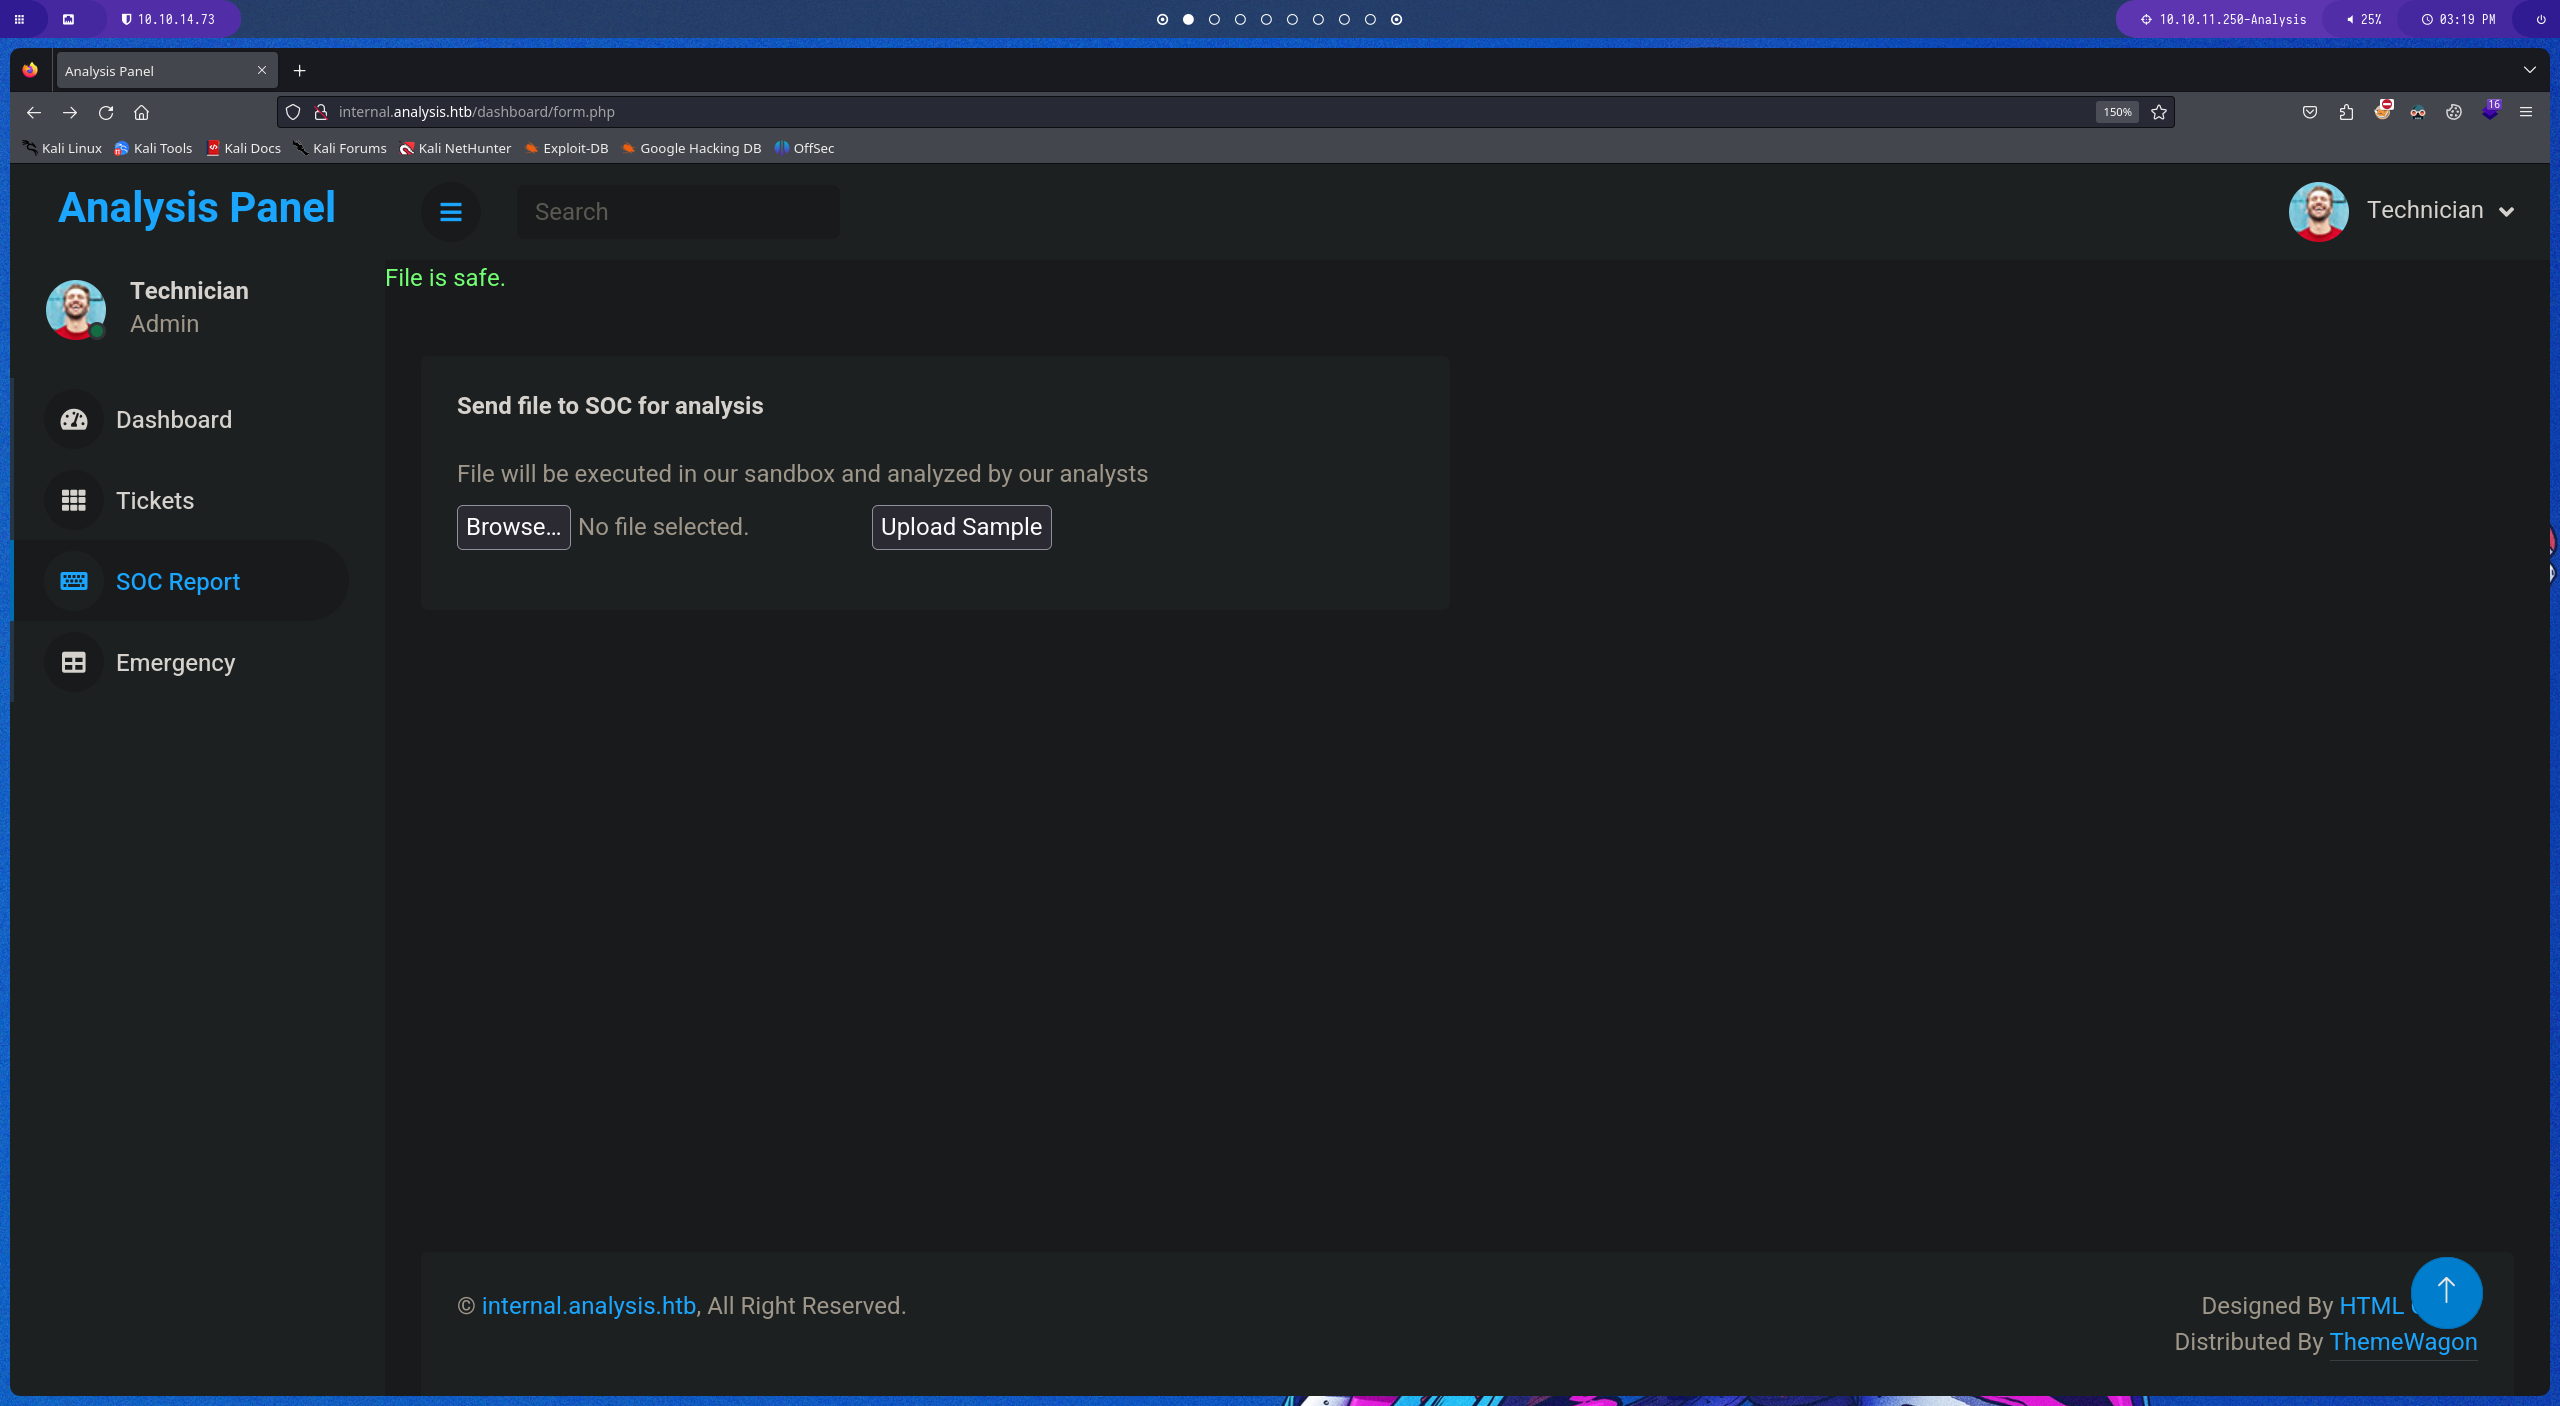 10.10.14.73
10.10.11.250-Analysis 25% 03:19 PM
Analysis Panel
internal.analysis.htb/dashboard/form.php 150% 16
Kali Linux Kali Tools Kali Docs Kali Forums Kali NetHunter Exploit-DB Google Hacking DB OffSec
Analysis Panel Search Technician
File is safe.
Technician
Admin
Dashboard
Tickets
SOC Report
Emergency
Send file to SOC for analysis
File will be executed in our sandbox and analyzed by our analysts
Browse... No file selected. Upload Sample
© internal.analysis.htb, All Right Reserved.
Designed By HTML
Distributed By ThemeWagon